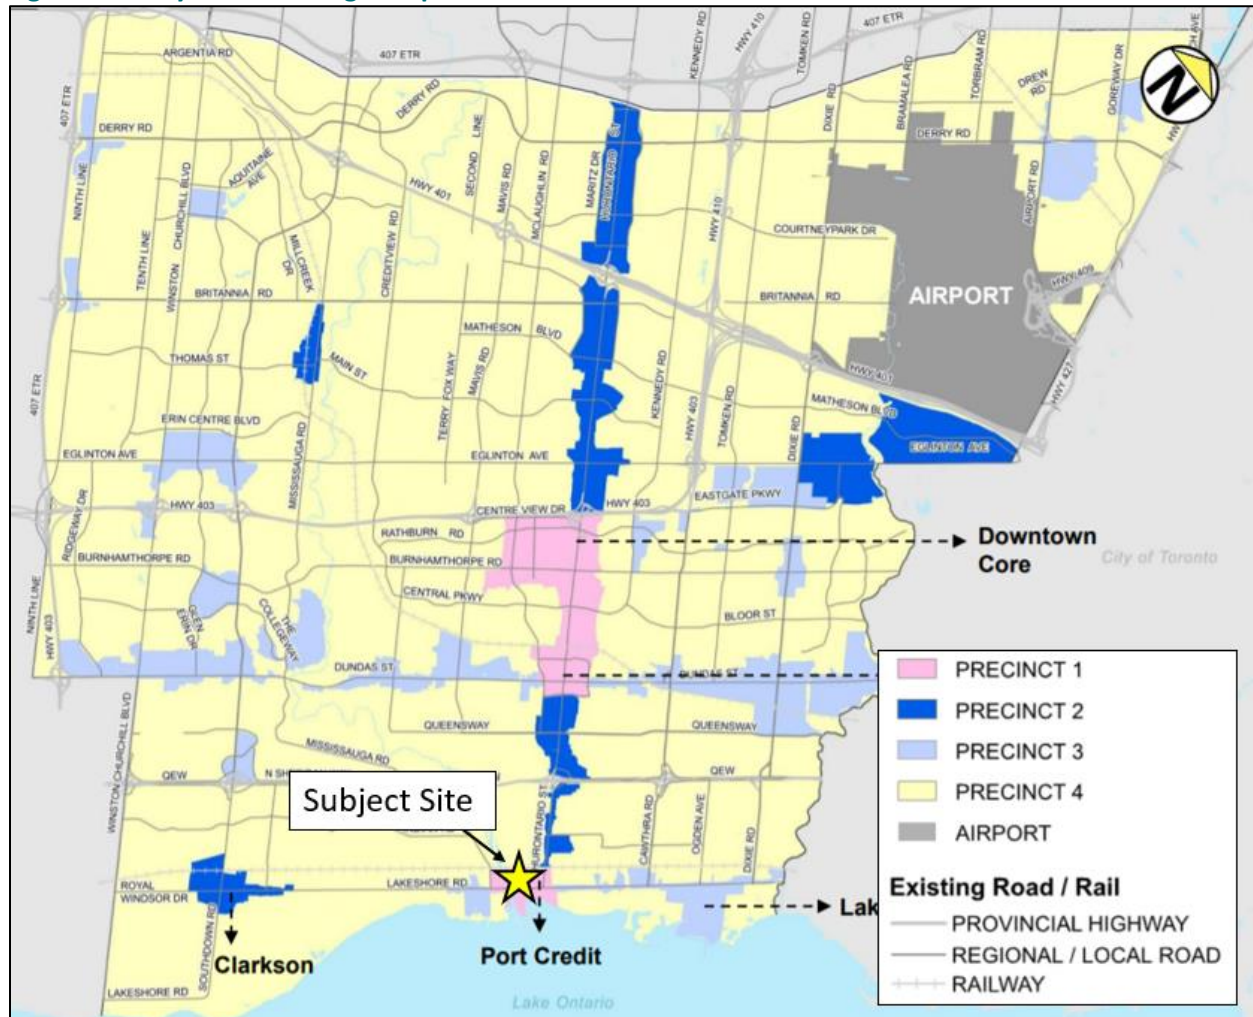 407 ETR
ARGENTIA RD
407 ETR
KENNEDY RD
HWY 410
TOMKEN RD
407 ETR
DERRY RD
DERRY RD
NINTH LINE
AQUITAINE AVE
WINSTON CHURCHILL BLVD
TENTH LINE
MILLCREEK DR
CREDITVIEW RD
SECOND LINE
MAVIS RD
MCLAUGHLIN RD
MARITZ DR
HURONTARIO ST
HWY 401
HWY 410
DIXIE RD
BRAMALEA RD
TORBRAM RD
DREW RD
GOREWAY DR
DERRY RD
AIRPORT RD
N
COURTNEYPARK DR
HWY 409
BRITANNIA RD
BRITANNIA RD
AIRPORT
MATHESON BLVD
THOMAS ST
MAIN ST
407 ETR
TERRY FOX WAY
MAVIS RD
KENNEDY RD
HWY 403
TOMKEN RD
HWY 401
HWY 427
MATHESON BLVD
DIXIE RD
EGLINTON AVE
ERIN CENTRE BLVD
EGLINTON AVE
MISSISSAUGA RD
EGLINTON AVE
EASTGATE PKWY
RIDGEWAY DR
HWY 403
CENTRE VIEW DR
HWY 403
RATHBURN RD
BURNHAMTHORPE RD
BURNHAMTHORPE RD
Downtown
Core
City of Toronto
CENTRAL PKWY
NINTH LINE
HWY 403
GLEN ERIN DR
THE COLLEGEWAY
BLOOR ST
DUNDAS ST
DUNDAS ST
QUEENSWAY
QUEENSWAY
WINSTON CHURCHILL BLVD
MISSISSAUGA RD
QEW
QEW
Subject Site
HURONTARIO ST
CAWTHRA RD
OGDEN AVE
DIXIE RD
ROYAL
WINDSOR DR
LAKESHORE RD
SOUTHDOWN RD
Clarkson
Port Credit
LAKESHORE RD
Lake Ontario
PRECINCT 1
PRECINCT 2
PRECINCT 3
PRECINCT 4
AIRPORT
Existing Road / Rail
PROVINCIAL HIGHWAY
REGIONAL / LOCAL ROAD
RAILWAY